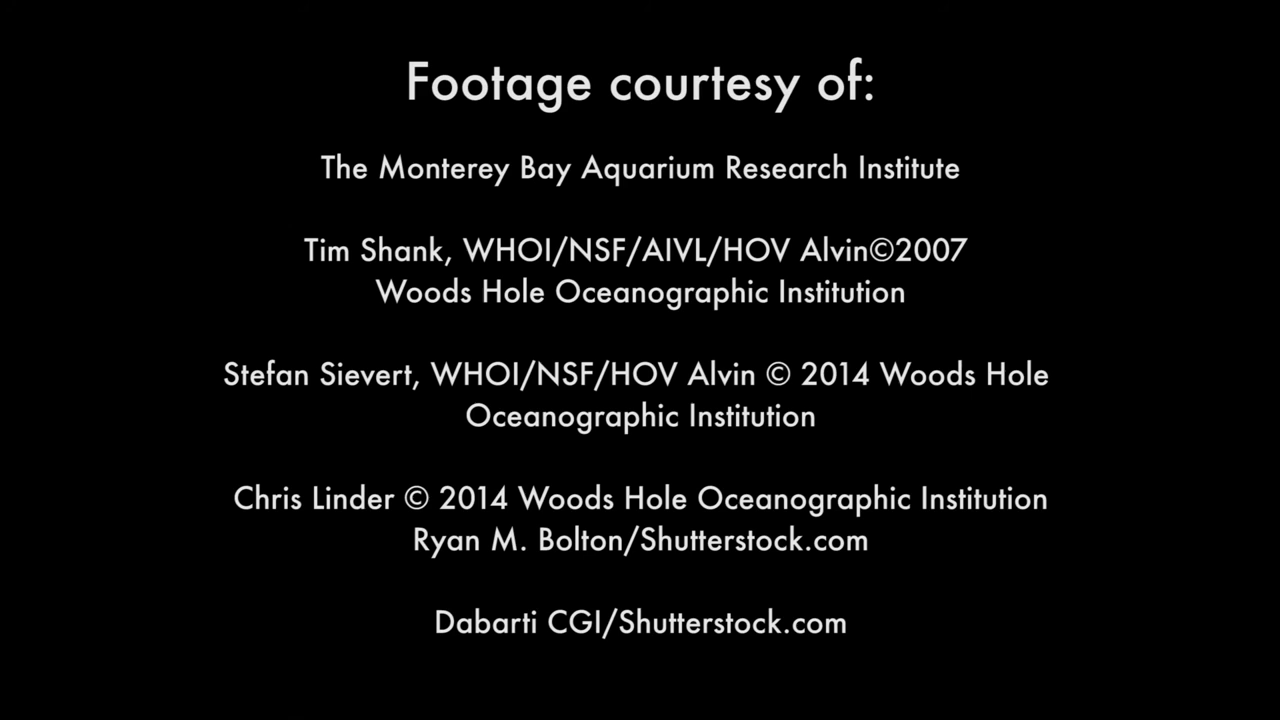 Footage courtesy of:
The Monterey Bay Aquarium Research Institute
Tim Shank, WHOI/NSF/AIVL/HOV Alvin©2007
Woods Hole Oceanographic Institution
Stefan Sievert, WHOI/NSF/HOV Alvin © 2014 Woods Hole
Oceanographic Institution
Chris Linder © 2014 Woods Hole Oceanographic Institution
Ryan M. Bolton/Shutterstock.com
Dabarti CGI/Shutterstock.com